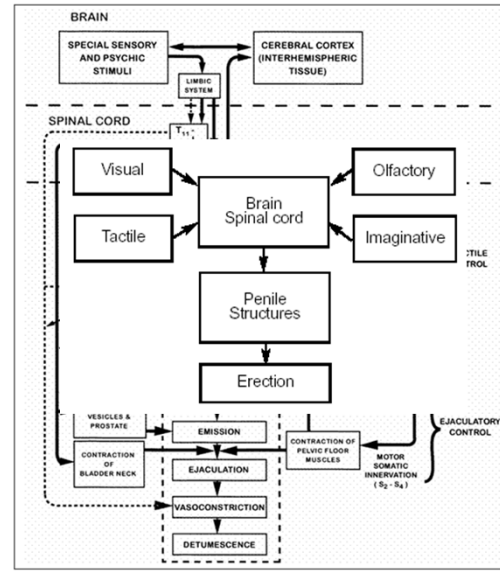 BRAIN
SPECIAL SENSORY
AND PSYCHIC
STIMULI
CEREBRAL CORTEX
(INTERHEMISPHERIC
TISSUE)
LIMBIC
SYSTEM
SPINAL CORD
T11-
Visual
Olfactory
Brain
Spinal cord
Tactile
Imaginative
Penile
Structures
Erection
VESICLES &
PROSTATE
EMISSION
CONTRACTION
OF
BLADDER NECK
EJACULATION
CONTRACTION OF
PELVIC FLOOR
MUSCLES
MOTOR
SOMATIC
INNERVATION
(S2 - S4)
EJACULATORY
CONTROL
VASOCONSTRICTION
DETUMESCENCE